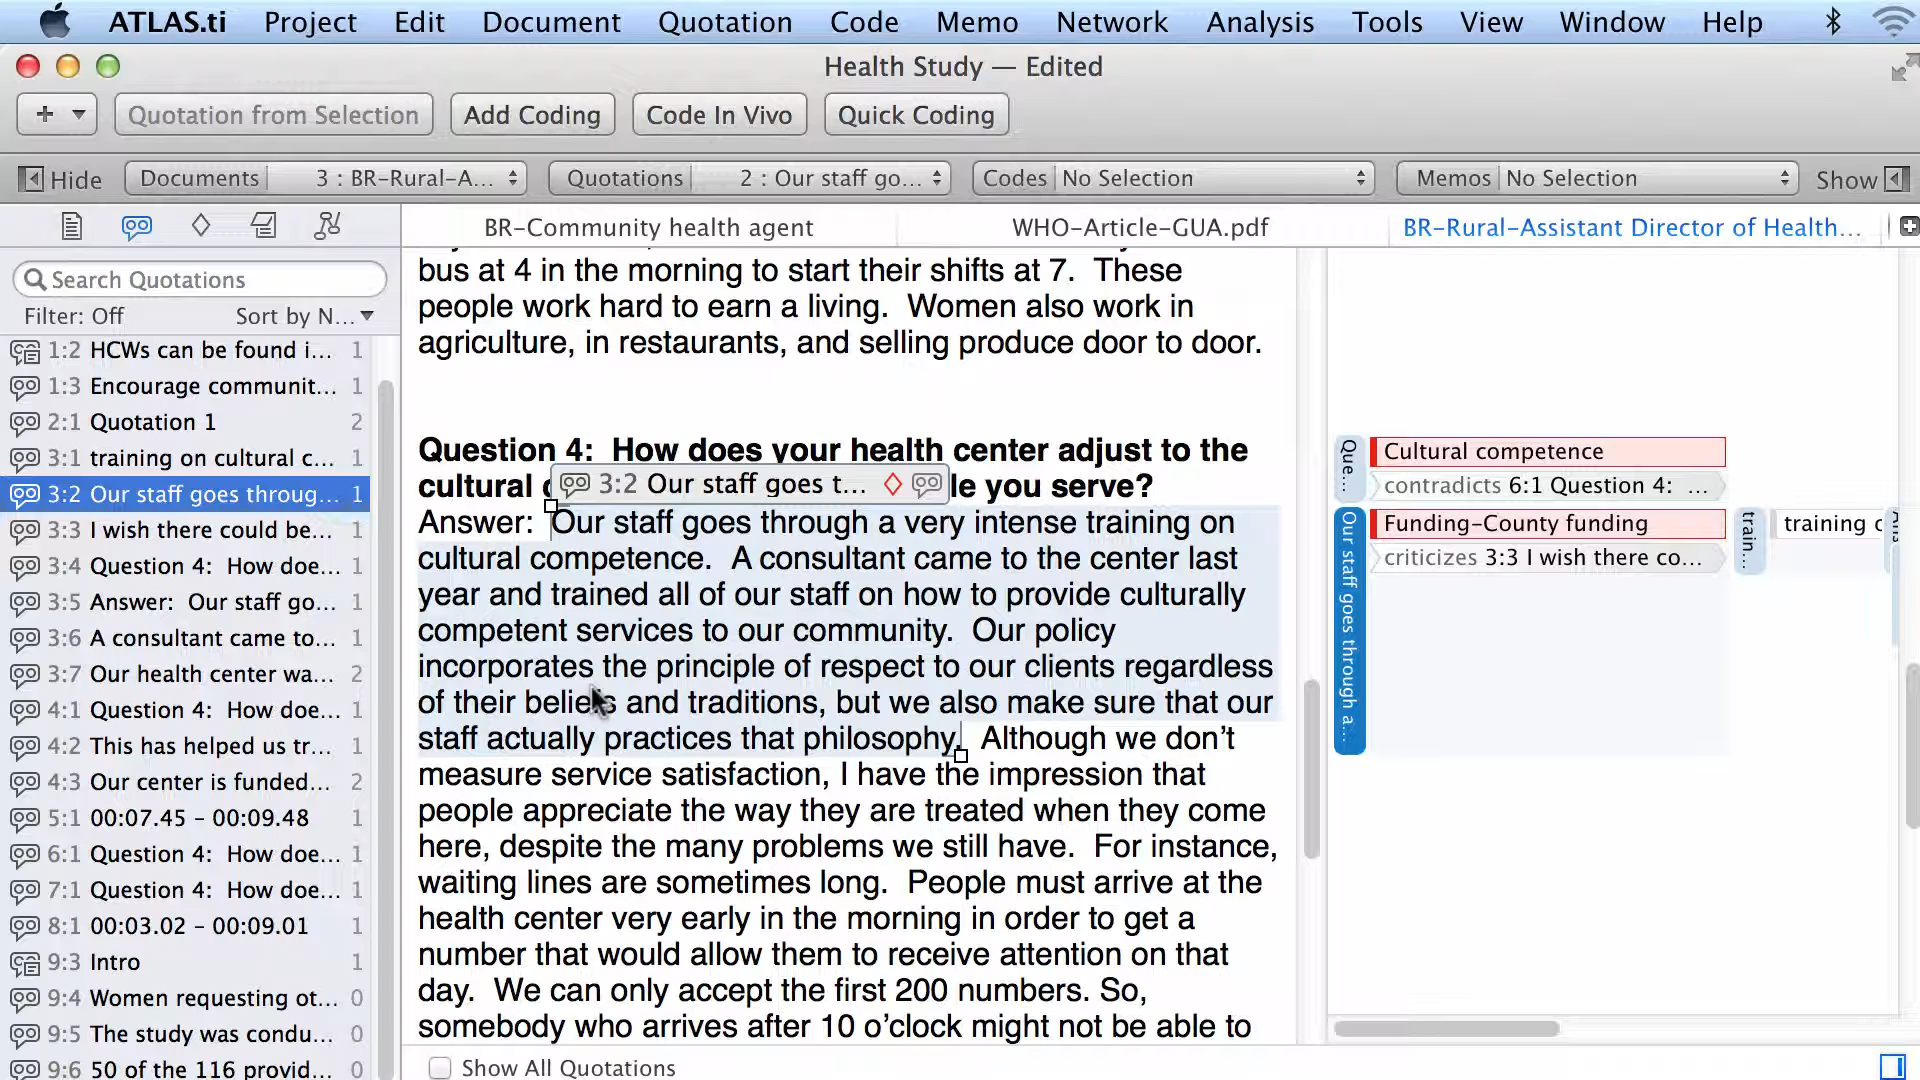 ATLAS.ti Project Edit Document Quotation Code Memo Network Analysis Tools View Window Help
Health Study — Edited
+ Quotation from Selection Add Coding Code In Vivo Quick Coding
Hide Documents 3 : BR-Rural-A... Quotations 2 : Our staff go... Codes No Selection Memos No Selection Show
BR-Community health agent WHO-Article-GUA.pdf BR-Rural-Assistant Director of Health...
Search Quotations
Filter: Off Sort by N...
1:2 HCWs can be found i... 1
1:3 Encourage communit... 1
2:1 Quotation 1 2
3:1 training on cultural c... 1
3:2 Our staff goes throug... 1
3:3 I wish there could be... 1
3:4 Question 4: How doe... 1
3:5 Answer: Our staff go... 1
3:6 A consultant came to... 1
3:7 Our health center wa... 2
4:1 Question 4: How doe... 1
4:2 This has helped us tr... 1
4:3 Our center is funded... 2
5:1 00:07.45 – 00:09.48 1
6:1 Question 4: How doe... 1
7:1 Question 4: How doe... 1
8:1 00:03.02 – 00:09.01 1
9:3 Intro 1
9:4 Women requesting ot... 0
9:5 The study was condu... 0
9:6 50 of the 116 provid... 0
bus at 4 in the morning to start their shifts at 7. These
people work hard to earn a living. Women also work in
agriculture, in restaurants, and selling produce door to door.
Question 4: How does your health center adjust to the
cultural
3:2 Our staff goes t...
le you serve?
Answer: Our staff goes through a very intense training on
cultural competence. A consultant came to the center last
year and trained all of our staff on how to provide culturally
competent services to our community. Our policy
incorporates the principle of respect to our clients regardless
of their beliefs and traditions, but we also make sure that our
staff actually practices that philosophy. Although we don’t
measure service satisfaction, I have the impression that
people appreciate the way they are treated when they come
here, despite the many problems we still have. For instance,
waiting lines are sometimes long. People must arrive at the
health center very early in the morning in order to get a
number that would allow them to receive attention on that
day. We can only accept the first 200 numbers. So,
somebody who arrives after 10 o’clock might not be able to
Show All Quotations
Que...
Cultural competence
contradicts 6:1 Question 4: ...
Our staff goes through a...
Funding-County funding
criticizes 3:3 I wish there co...
train...
training c